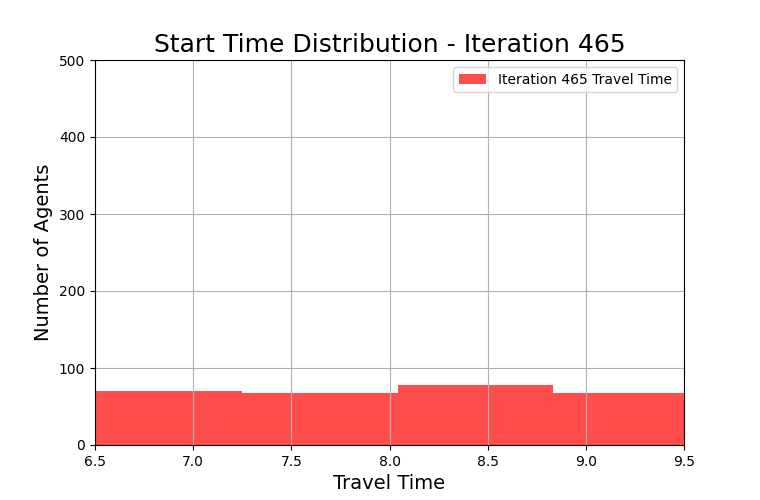 Start Time Distribution - Iteration 465
Iteration 465 Travel Time
Number of Agents
500
400
300
200
100
0
6.5 7.0 7.5 8.0 8.5 9.0 9.5
Travel Time